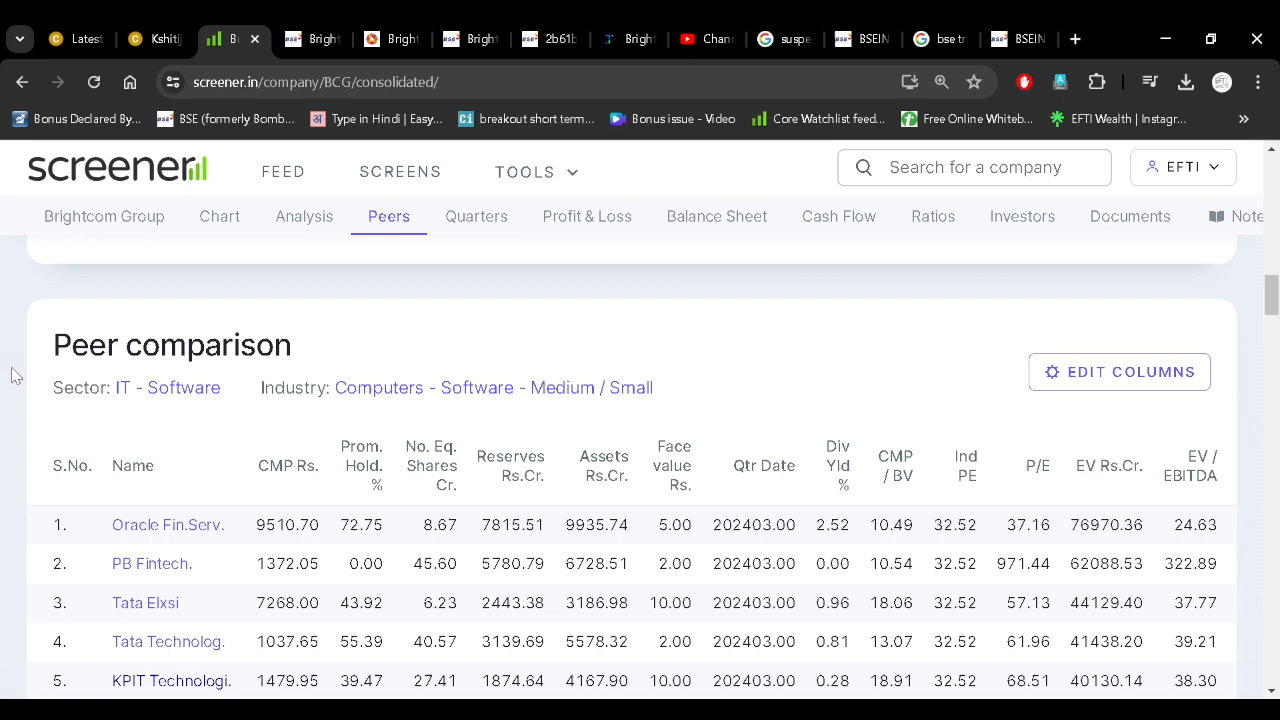 Latest Kshitij B Bright Bright Bright 2b61b Bright Chan suspe BSEIN bse tr BSEIN
screener.in/company/BCG/consolidated/
Bonus Declared By... BSE (formerly Bomb... Type in Hindi | Easy... breakout short term... Bonus issue - Video Core Watchlist feed... Free Online Whiteb... EFTI Wealth | Instagr...
screener FEED SCREENS TOOLS Search for a company EFTI
Brightcom Group Chart Analysis Peers Quarters Profit & Loss Balance Sheet Cash Flow Ratios Investors Documents Note
Peer comparison
Sector: IT - Software Industry: Computers - Software - Medium / Small
EDIT COLUMNS
S.No. Name CMP Rs. Prom. Hold. % No. Eq. Shares Cr. Reserves Rs.Cr. Assets Rs.Cr. Face value Rs. Qtr Date Div Yld % CMP / BV Ind PE P/E EV Rs.Cr. EV / EBITDA
1. Oracle Fin.Serv. 9510.70 72.75 8.67 7815.51 9935.74 5.00 202403.00 2.52 10.49 32.52 37.16 76970.36 24.63
2. PB Fintech. 1372.05 0.00 45.60 5780.79 6728.51 2.00 202403.00 0.00 10.54 32.52 971.44 62088.53 322.89
3. Tata Elxsi 7268.00 43.92 6.23 2443.38 3186.98 10.00 202403.00 0.96 18.06 32.52 57.13 44129.40 37.77
4. Tata Technolog. 1037.65 55.39 40.57 3139.69 5578.32 2.00 202403.00 0.81 13.07 32.52 61.96 41438.20 39.21
5. KPIT Technologi. 1479.95 39.47 27.41 1874.64 4167.90 10.00 202403.00 0.28 18.91 32.52 68.51 40130.14 38.30